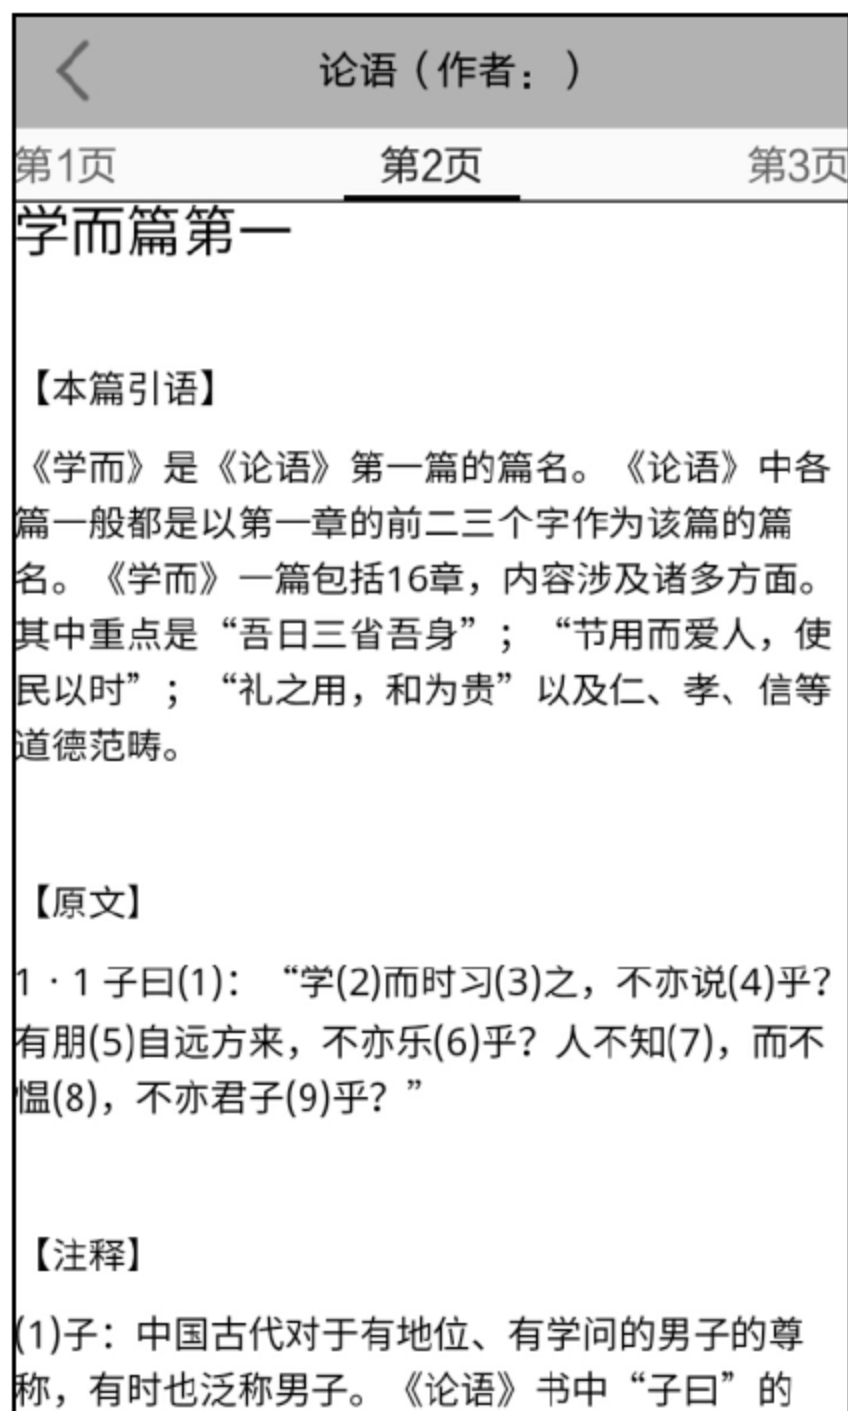 论语（作者：）
第1页 第2页 第3页
学而篇第一
【本篇引语】
《学而》是《论语》第一篇的篇名。《论语》中各
篇一般都是以第一章的前二三个字作为该篇的篇
名。《学而》一篇包括16章，内容涉及诸多方面。
其中重点是“吾日三省吾身”；“节用而爱人，使
民以时”；“礼之用，和为贵”以及仁、孝、信等
道德范畴。
【原文】
1·1 子曰(1)：“学(2)而时习(3)之，不亦说(4)乎？
有朋(5)自远方来，不亦乐(6)乎？人不知(7)，而不
愠(8)，不亦君子(9)乎？”
【注释】
(1)子：中国古代对于有地位、有学问的男子的尊
称，有时也泛称男子。《论语》书中“子曰”的